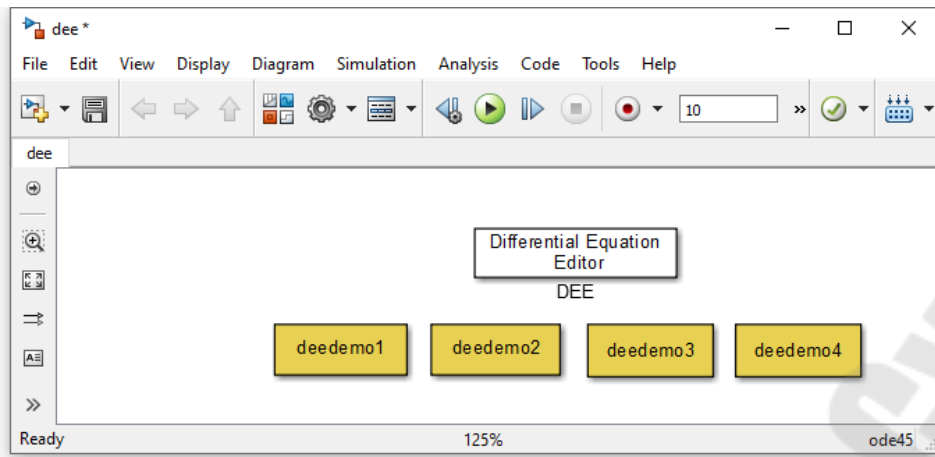 dee *
File Edit View Display Diagram Simulation Analysis Code Tools Help
10 »
dee
Differential Equation
Editor
DEE
deedemo1 deedemo2 deedemo3 deedemo4
Ready 125% ode45